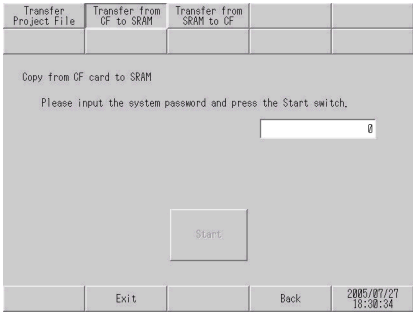 Transfer
Project File
Transfer from
CF to SRAM
Transfer from
SRAM to CF
Copy from CF card to SRAM
Please input the system password and press the Start switch.
0
Start
Exit
Back
2005/07/27
18:30:34